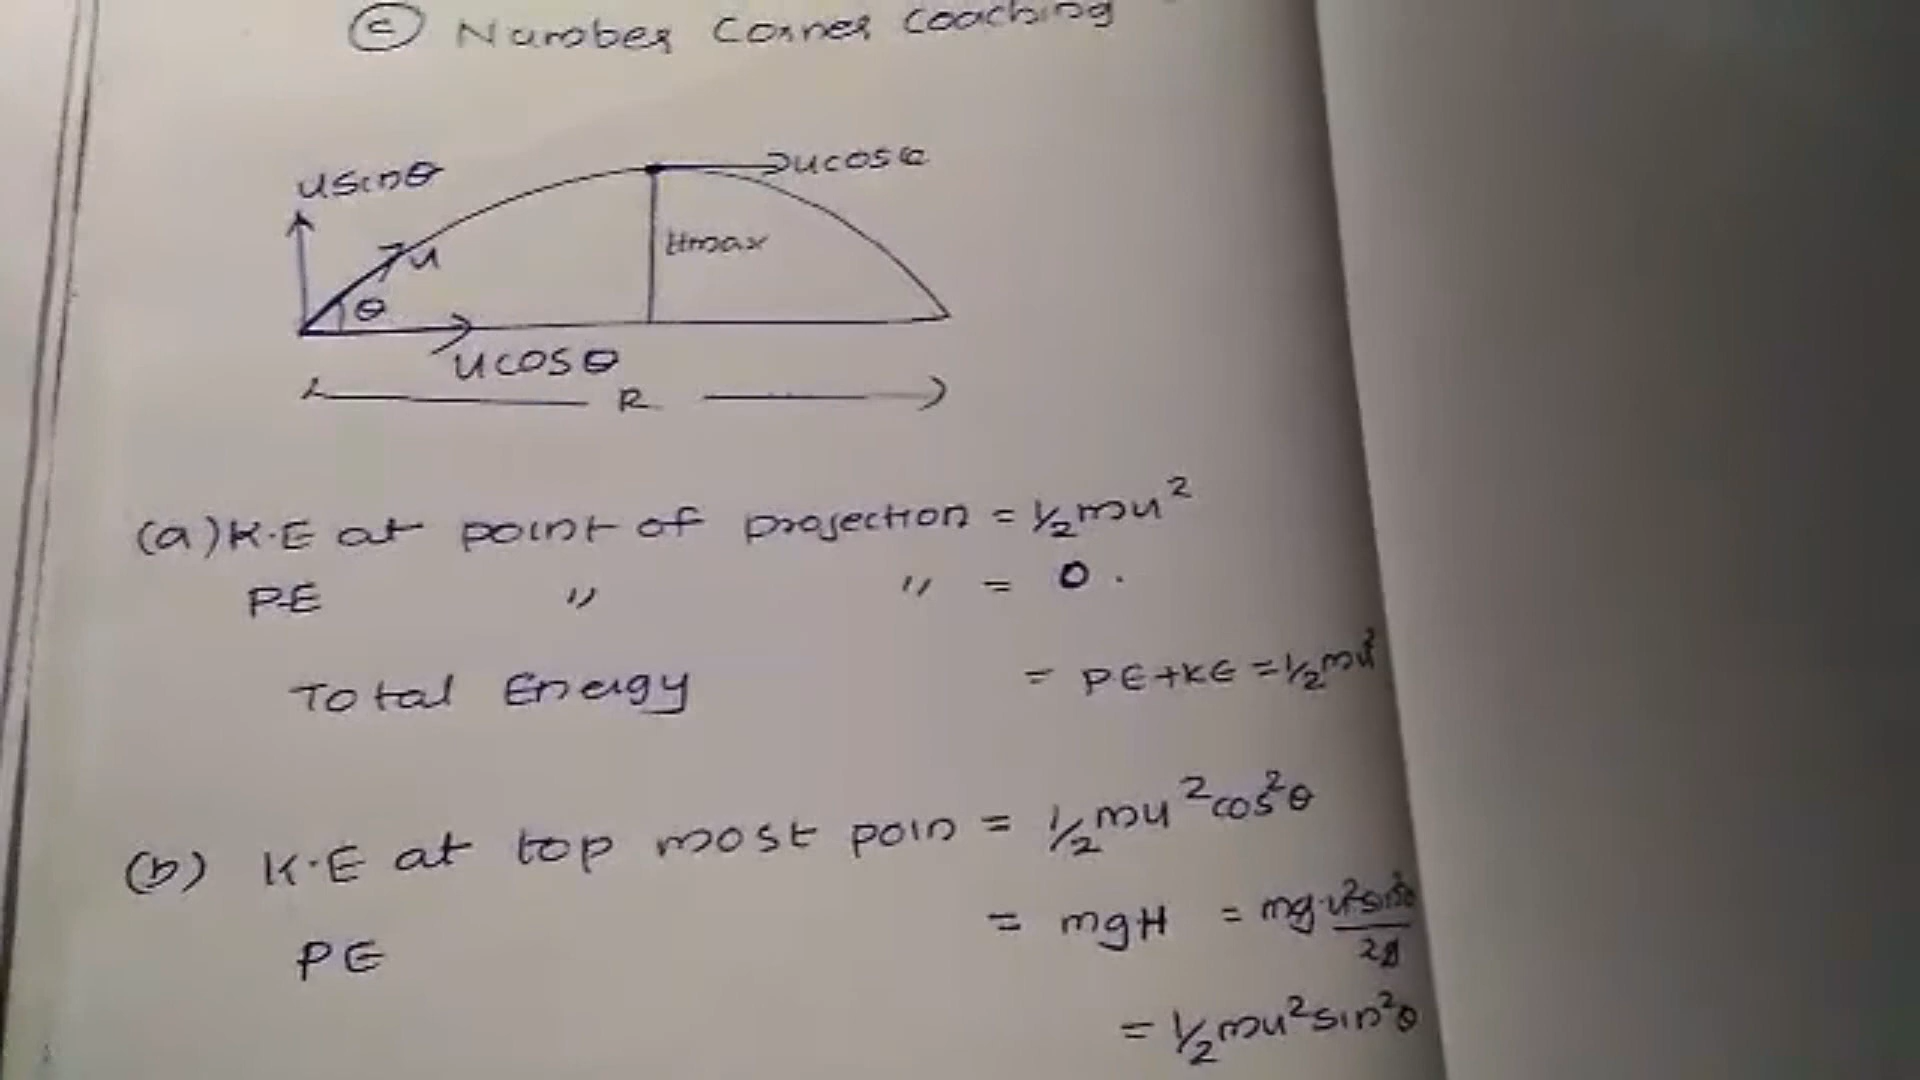 © Number Corner Coaching
usinθ
ucosθ
u
Hmax
θ
ucosθ
R
(a) K.E at point of projection = ½mu²
PE " " = 0.
Total Energy = PE+KE = ½mu²
(b) K.E at top most poin = ½mu²cos²θ
PE = mgH = mg.u²sin²θ/2g
= ½mu²sin²θ